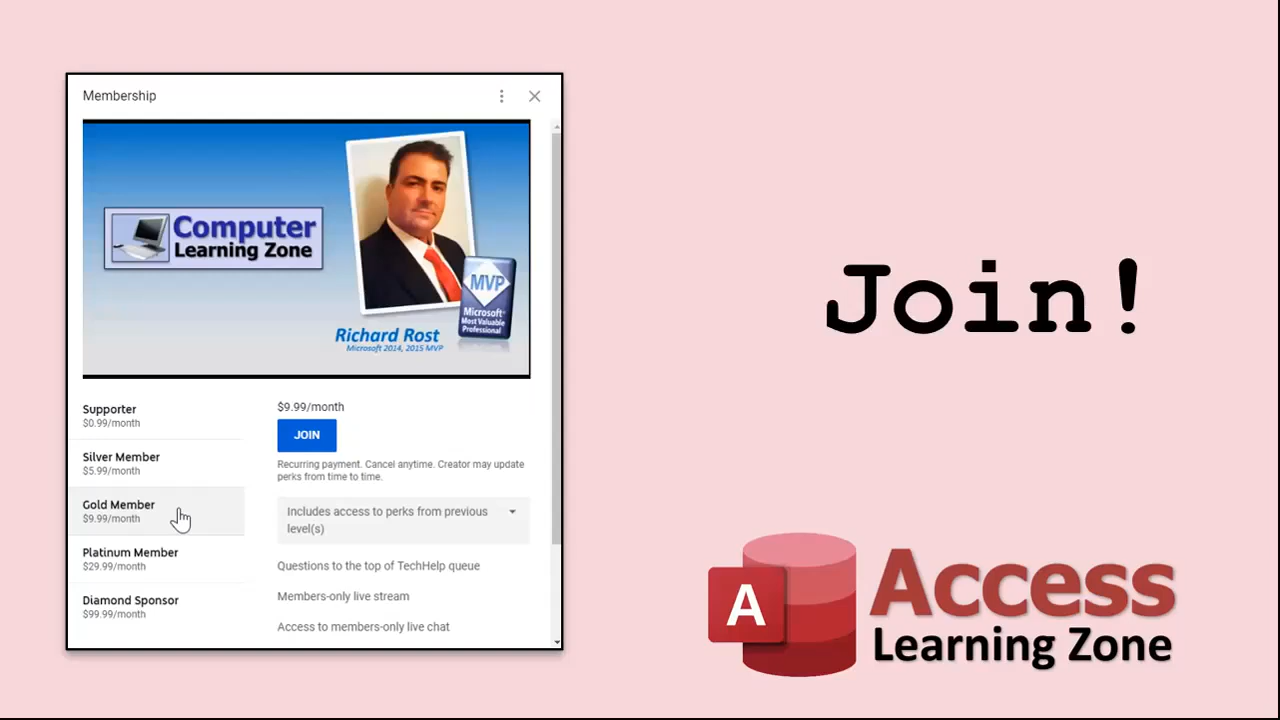 Membership
Computer
Learning Zone
MVP
Microsoft®
Most Valuable
Professional
Richard Rost
Microsoft 2014, 2015 MVP
Supporter
$0.99/month
Silver Member
$5.99/month
Gold Member
$9.99/month
Platinum Member
$29.99/month
Diamond Sponsor
$99.99/month
$9.99/month
JOIN
Recurring payment. Cancel anytime. Creator may update
perks from time to time.
Includes access to perks from previous
level(s)
Questions to the top of TechHelp queue
Members-only live stream
Access to members-only live chat
Join!
A
Access
Learning Zone